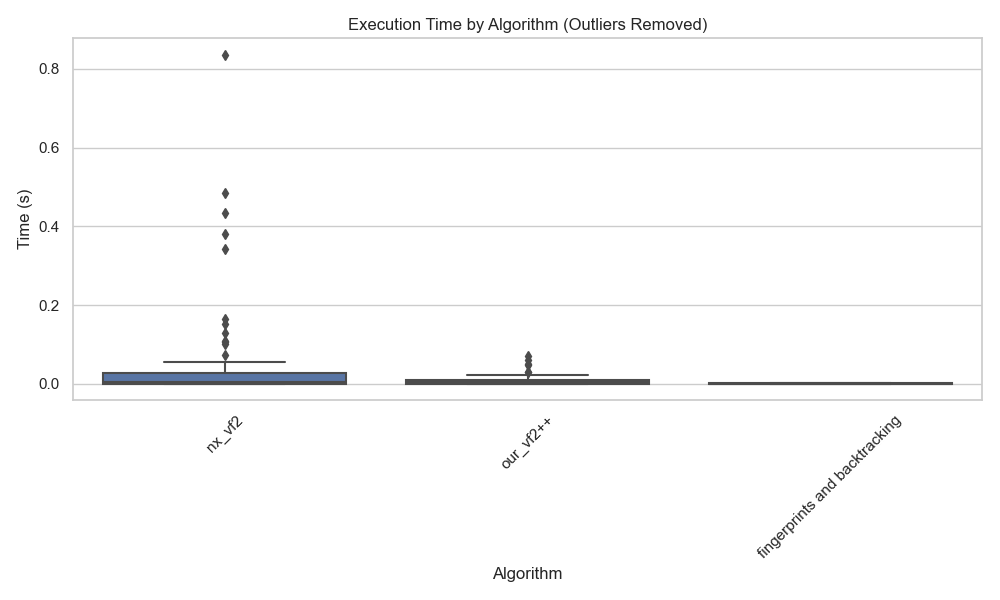 Execution Time by Algorithm (Outliers Removed)
Time (s)
0.8
0.6
0.4
0.2
0.0
nx_vf2
our_vf2++
fingerprints and backtracking
Algorithm